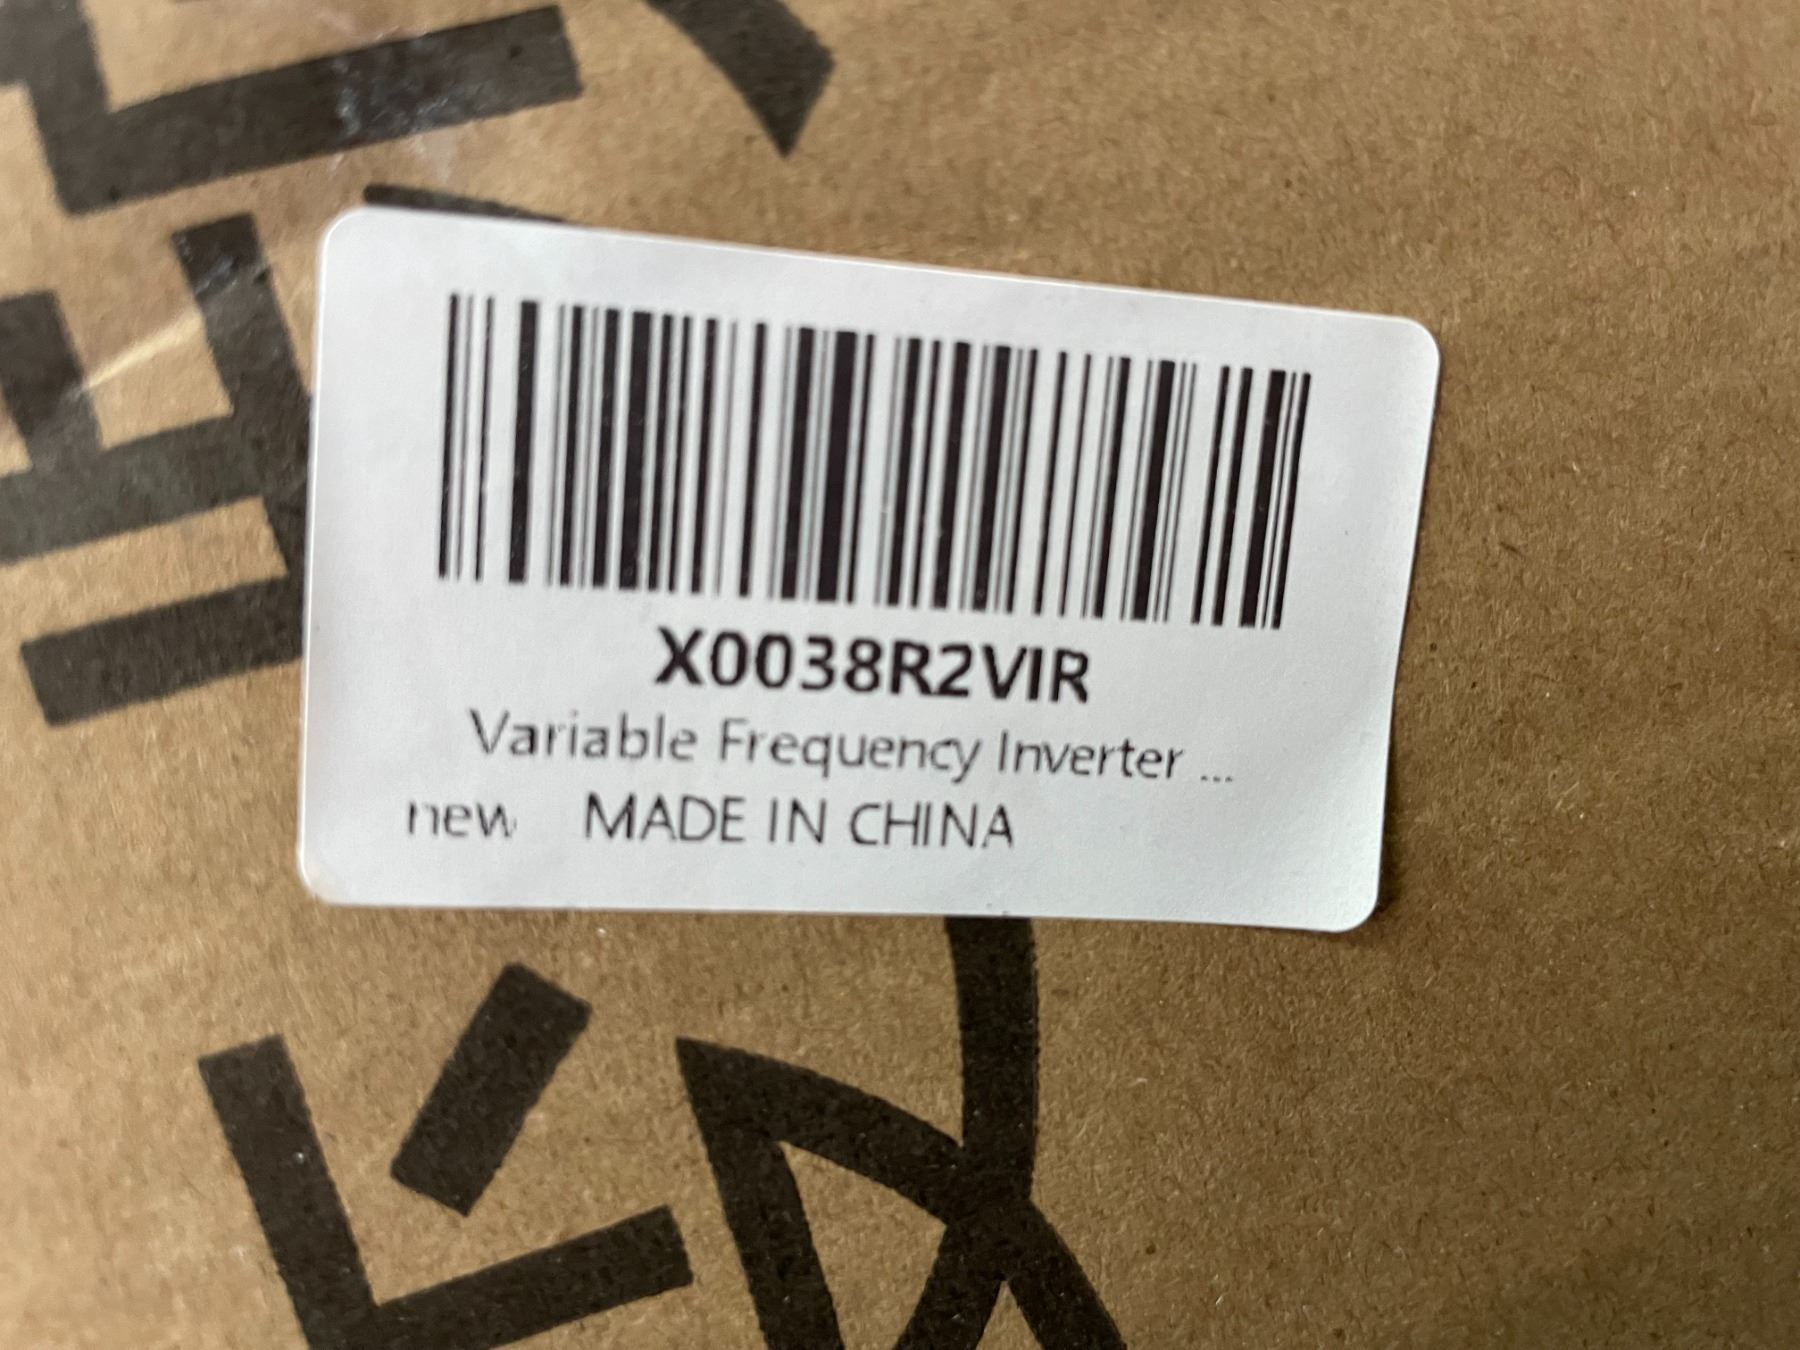 X0038R2VIR
Variable Frequency Inverter ...
new MADE IN CHINA